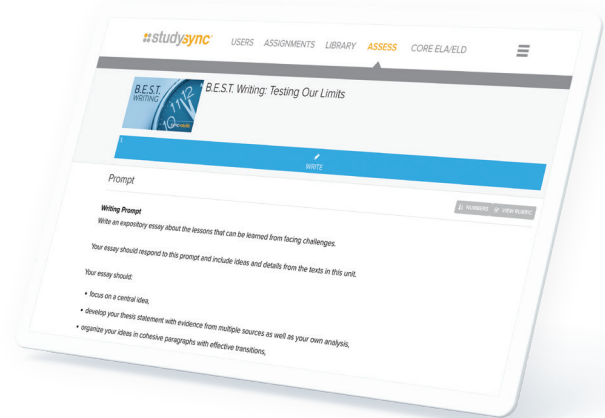 studysync
USERS ASSIGNMENTS LIBRARY ASSESS CORE ELA/ELD
B.E.S.T.
WRITING
B.E.S.T. Writing: Testing Our Limits
11 12
10
1
WRITE
Prompt
NUMBERS VIEW RUBRIC
Writing Prompt
Write an expository essay about the lessons that can be learned from facing challenges.
Your essay should respond to this prompt and include ideas and details from the texts in this unit.
Your essay should:
• focus on a central idea,
• develop your thesis statement with evidence from multiple sources as well as your own analysis,
• organize your ideas in cohesive paragraphs with effective transitions,